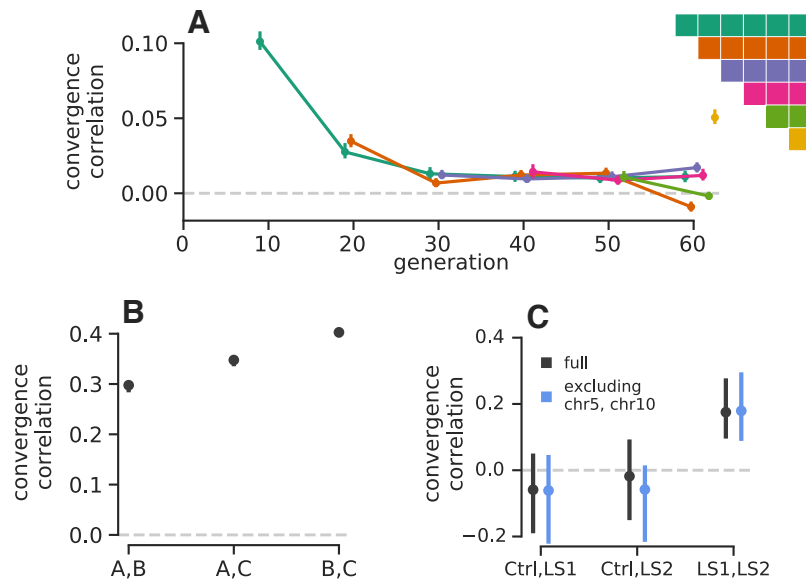 A
0.10
0.05
0.00
convergence
correlation
0 10 20 30 40 50 60
generation
B
0.4
0.3
0.2
0.1
0.0
convergence
correlation
A,B A,C B,C
C
0.4
0.2
0.0
−0.2
convergence
correlation
full
excluding
chr5, chr10
Ctrl,LS1 Ctrl,LS2 LS1,LS2